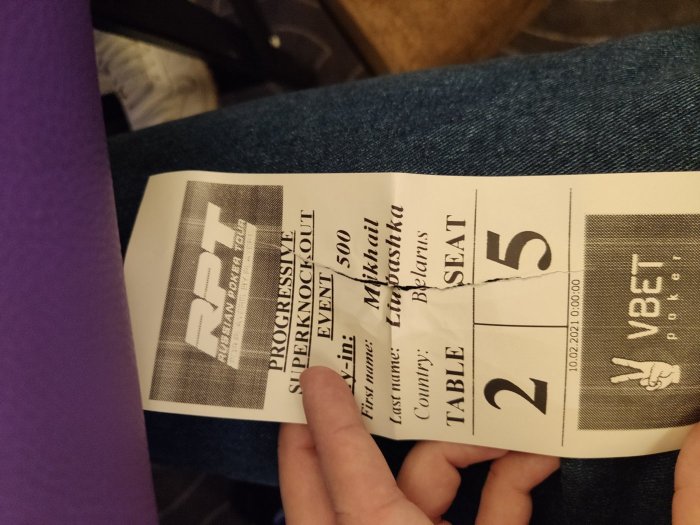 RPT
RUSSIAN POKER TOUR
PROGRESSIVE
SUPERKNOCKOUT
EVENT
y-in: 500
First name: Mikhail
Last name: Liubashka
Country: Belarus
TABLE SEAT
2 5
10.02.2021 0:00:00
VBET
poker